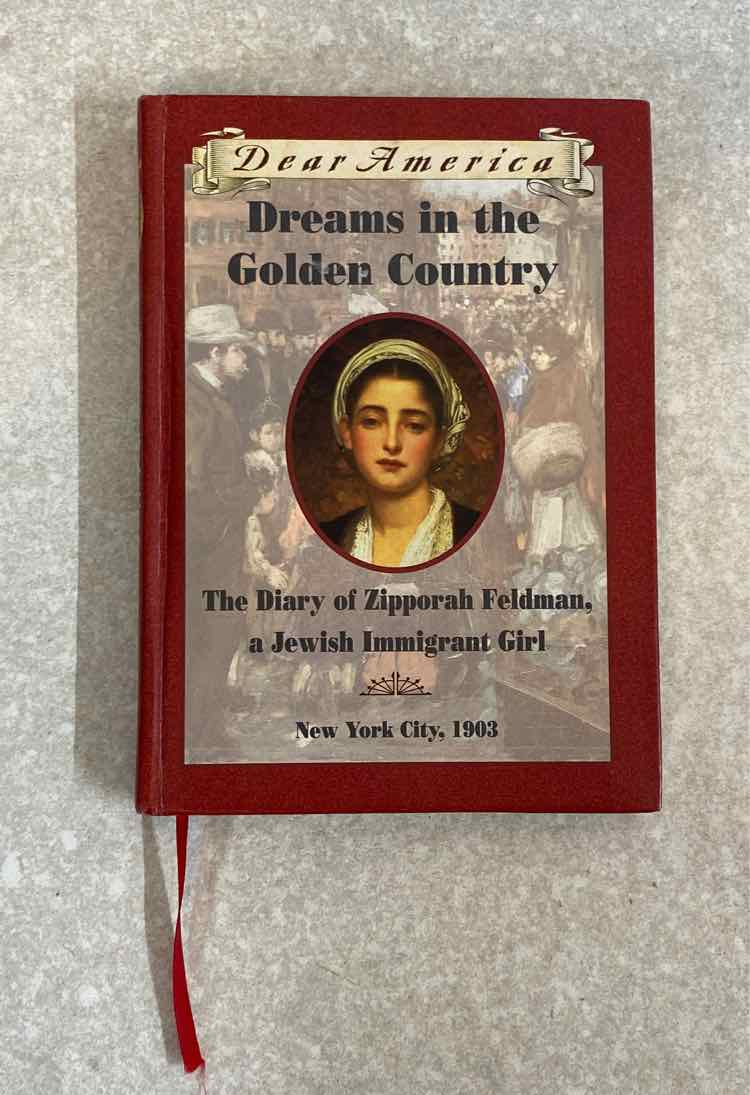 Dear America
Dreams in the
Golden Country
The Diary of Zipporah Feldman,
a Jewish Immigrant Girl
New York City, 1903